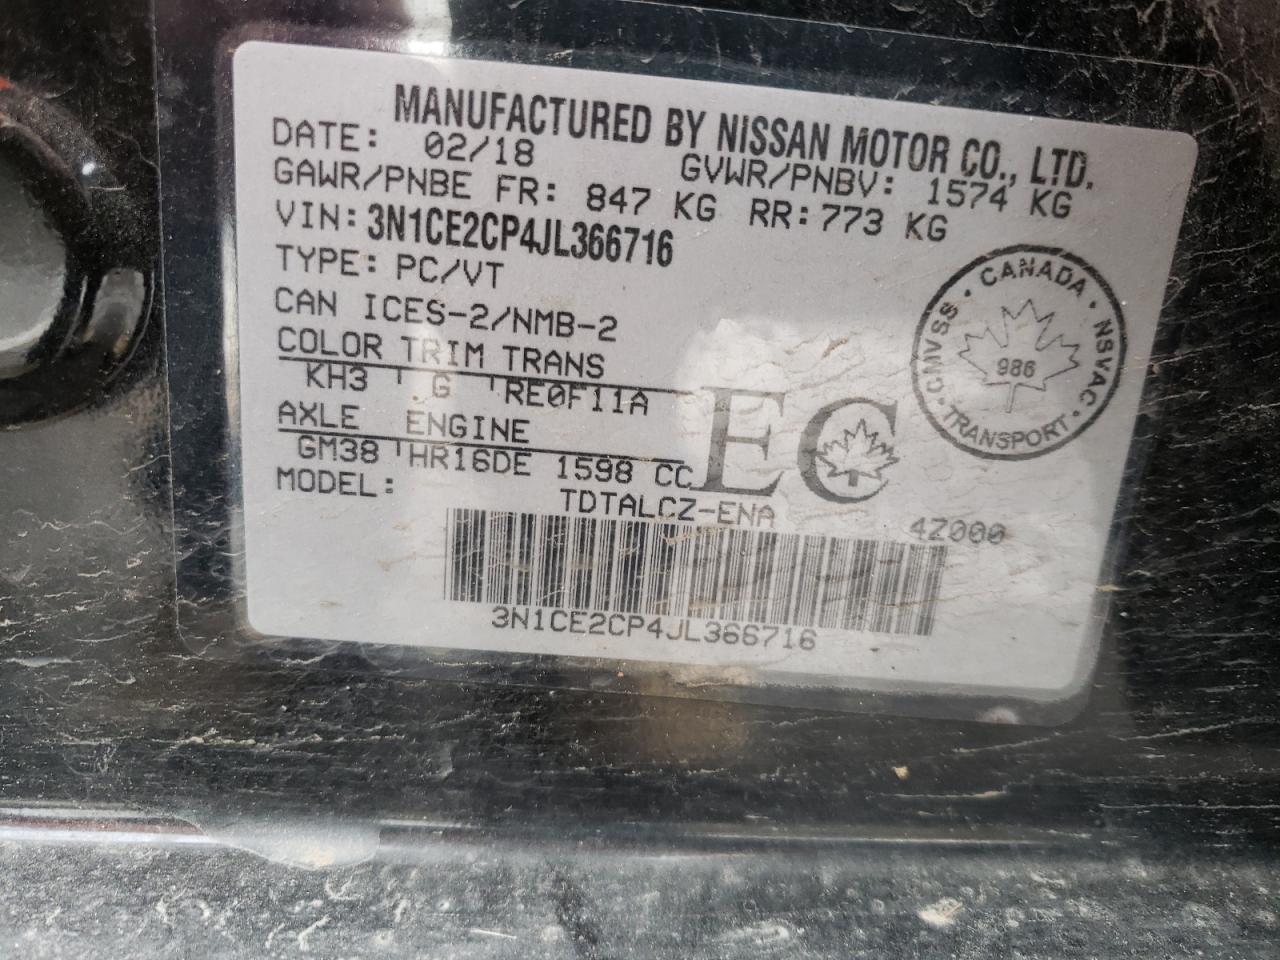 MANUFACTURED BY NISSAN MOTOR CO., LTD.
DATE: 02/18 GVWR/PNBV: 1574 KG
GAWR/PNBE FR: 847 KG RR: 773 KG
VIN: 3N1CE2CP4JL366716
TYPE: PC/VT
CAN ICES-2/NMB-2
COLOR TRIM TRANS
KH3 G RE0F11A
AXLE ENGINE
GM38 HR16DE 1598 CC
MODEL: TDTALCZ-ENA 4Z000
3N1CE2CP4JL366716
EC
CANADA · NSVAC · TRANSPORT · CMVSS ·
986